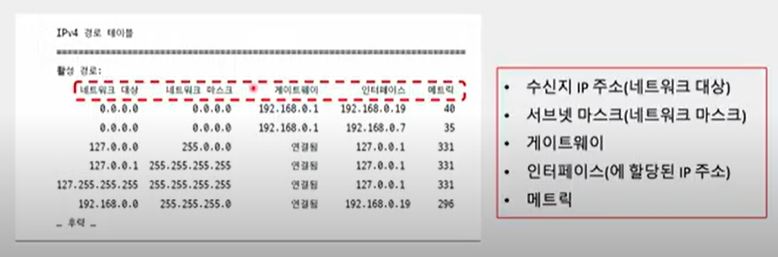 IPv4 경로 테이블
활성 경로:
네트워크 대상 네트워크 마스크 게이트웨이 인터페이스 메트릭
0.0.0.0 0.0.0.0 192.168.0.1 192.168.0.19 40
0.0.0.0 0.0.0.0 192.168.0.1 192.168.0.7 35
127.0.0.0 255.0.0.0 연결됨 127.0.0.1 331
127.0.0.1 255.255.255.255 연결됨 127.0.0.1 331
127.255.255.255 255.255.255.255 연결됨 127.0.0.1 331
192.168.0.0 255.255.255.0 연결됨 192.168.0.19 296
… 후략 …
• 수신지 IP 주소(네트워크 대상)
• 서브넷 마스크(네트워크 마스크)
• 게이트웨이
• 인터페이스(에 할당된 IP 주소)
• 메트릭